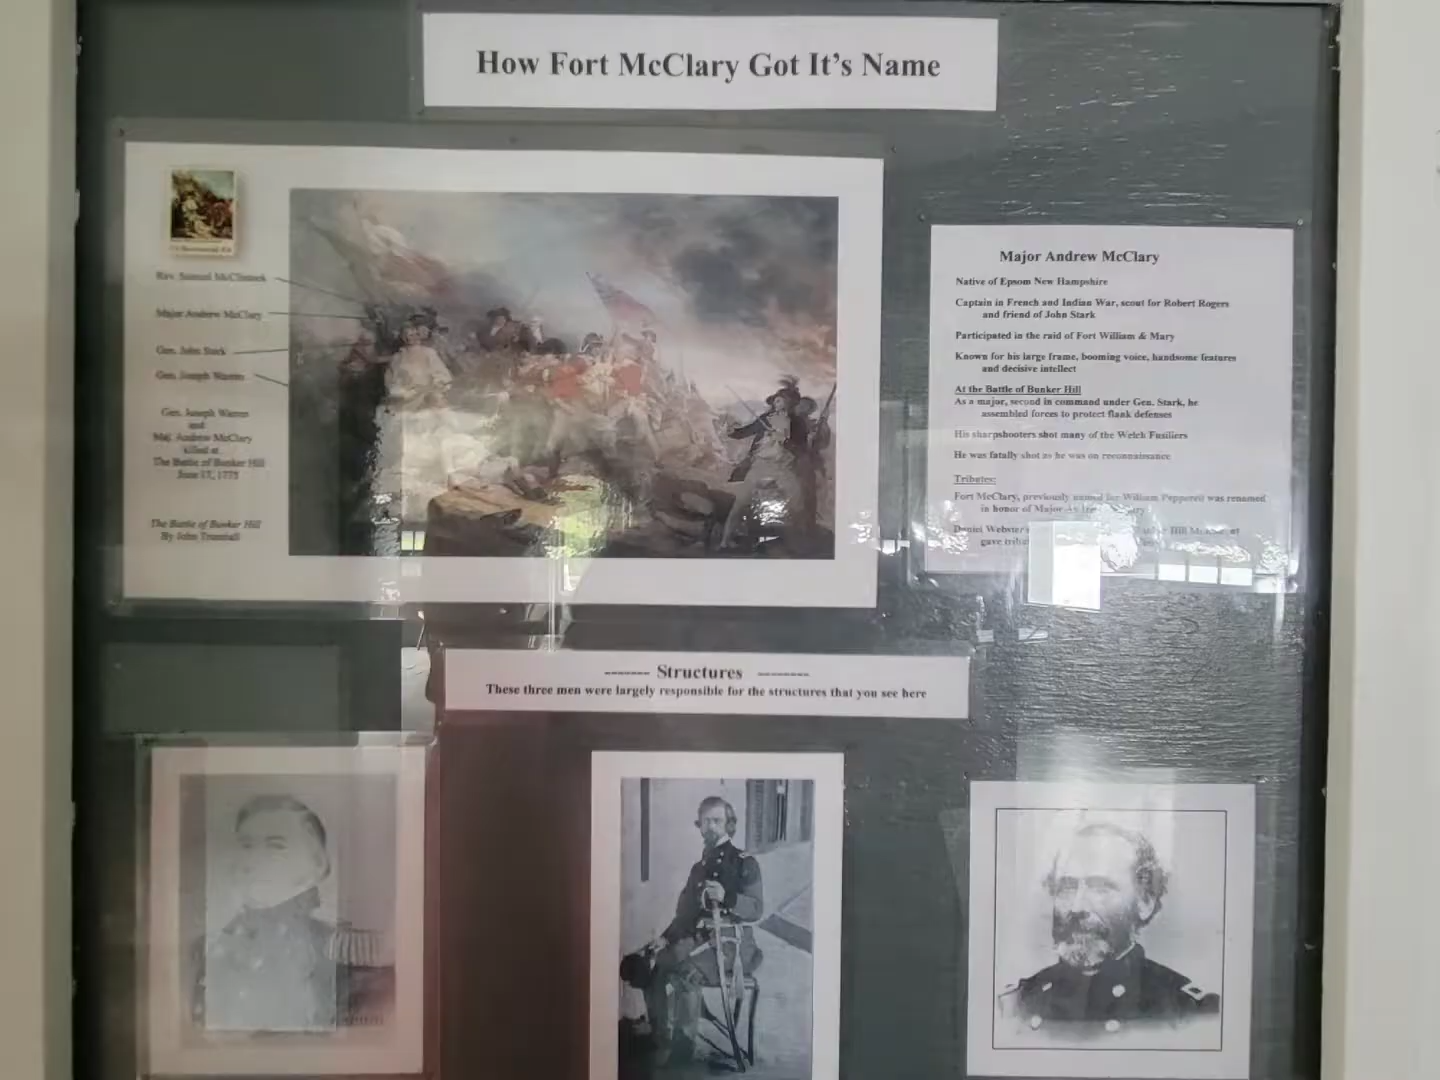 How Fort McClary Got It's Name
Rev. Samuel McClintock
Major Andrew McClary
Gen. John Stark
Gen. Joseph Warren
Gen. Joseph Warren
and
Maj. Andrew McClary
killed at
The Battle of Bunker Hill
June 17, 1775
The Battle of Bunker Hill
By John Trumbull
Major Andrew McClary
Native of Epsom New Hampshire
Captain in French and Indian War, scout for Robert Rogers
and friend of John Stark
Participated in the raid of Fort William & Mary
Known for his large frame, booming voice, handsome features
and decisive intellect
At the Battle of Bunker Hill
As a major, second in command under Gen. Stark, he
assembled forces to protect flank defenses
His sharpshooters shot many of the Welch Fusiliers
He was fatally shot as he was on reconnaissance
Tributes:
Fort McClary, previously named for William Pepperell was renamed
in honor of Major
Daniel Webster Hill
gave
------- Structures --------
These three men were largely responsible for the structures that you see here